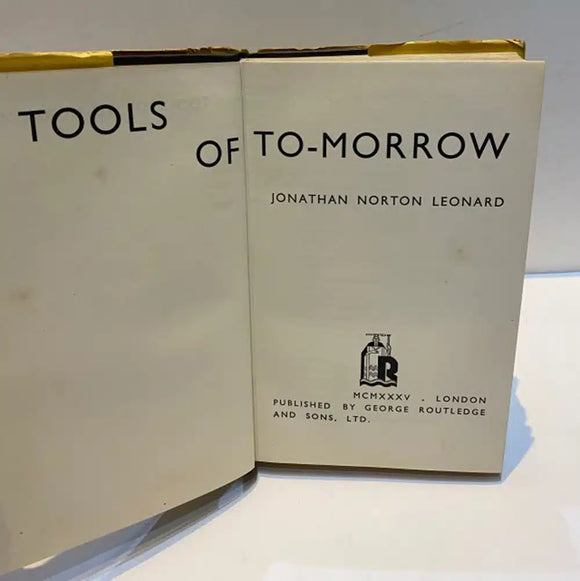 TOOLS
OF TO-MORROW
JONATHAN NORTON LEONARD
R
MCMXXXV . LONDON
PUBLISHED BY GEORGE ROUTLEDGE
AND SONS, LTD.